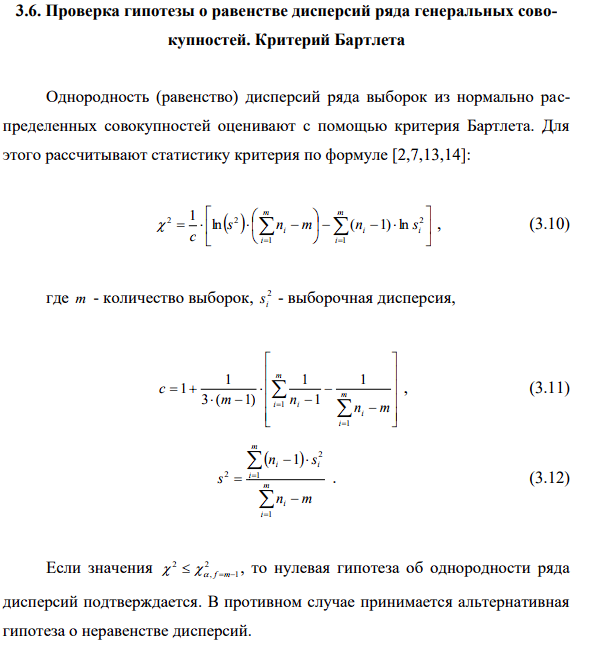 3.6. Проверка гипотезы о равенстве дисперсий ряда генеральных сово-
купностей. Критерий Бартлета
Однородность (равенство) дисперсий ряда выборок из нормально рас-
пределенных совокупностей оценивают с помощью критерия Бартлета. Для
этого рассчитывают статистику критерия по формуле [2,7,13,14]:
$\chi^2 = \frac{1}{c} \cdot \left[ \ln\left(s^2\right) \cdot \left( \sum_{i=1}^{m} n_i - m \right) - \sum_{i=1}^{m} (n_i - 1) \cdot \ln s_i^2 \right]$ , (3.10)
где $m$ - количество выборок, $s_i^2$ - выборочная дисперсия,
$c = 1 + \frac{1}{3 \cdot (m - 1)} \cdot \left[ \sum_{i=1}^{m} \frac{1}{n_i - 1} - \frac{1}{\sum_{i=1}^{m} n_i - m} \right]$ , (3.11)
$s^2 = \frac{\sum_{i=1}^{m} (n_i - 1) \cdot s_i^2}{\sum_{i=1}^{m} n_i - m}$ . (3.12)
Если значения $\chi^2 \leq \chi^2_{\alpha, f=m-1}$, то нулевая гипотеза об однородности ряда
дисперсий подтверждается. В противном случае принимается альтернативная
гипотеза о неравенстве дисперсий.